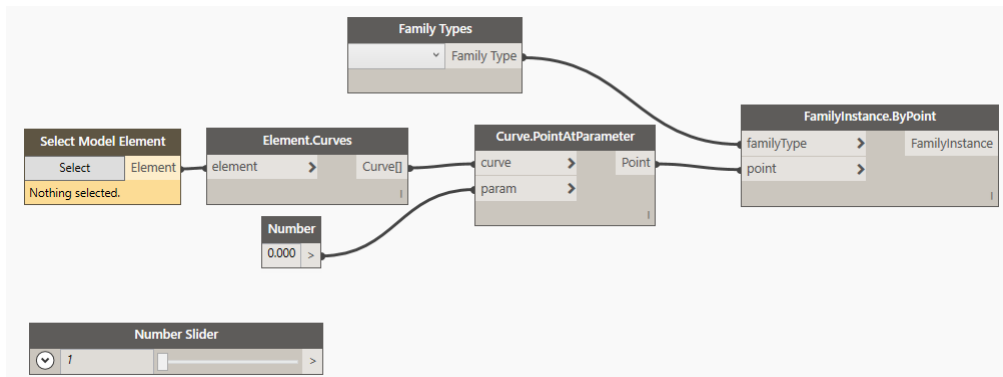 Family Types
Family Type
Select Model Element
Select
Element
Nothing selected.
Element.Curves
element >
Curve[]
l
Number
0.000 >
Curve.PointAtParameter
curve >
Point
param >
l
FamilyInstance.ByPoint
familyType >
FamilyInstance
point >
l
Number Slider
1 >